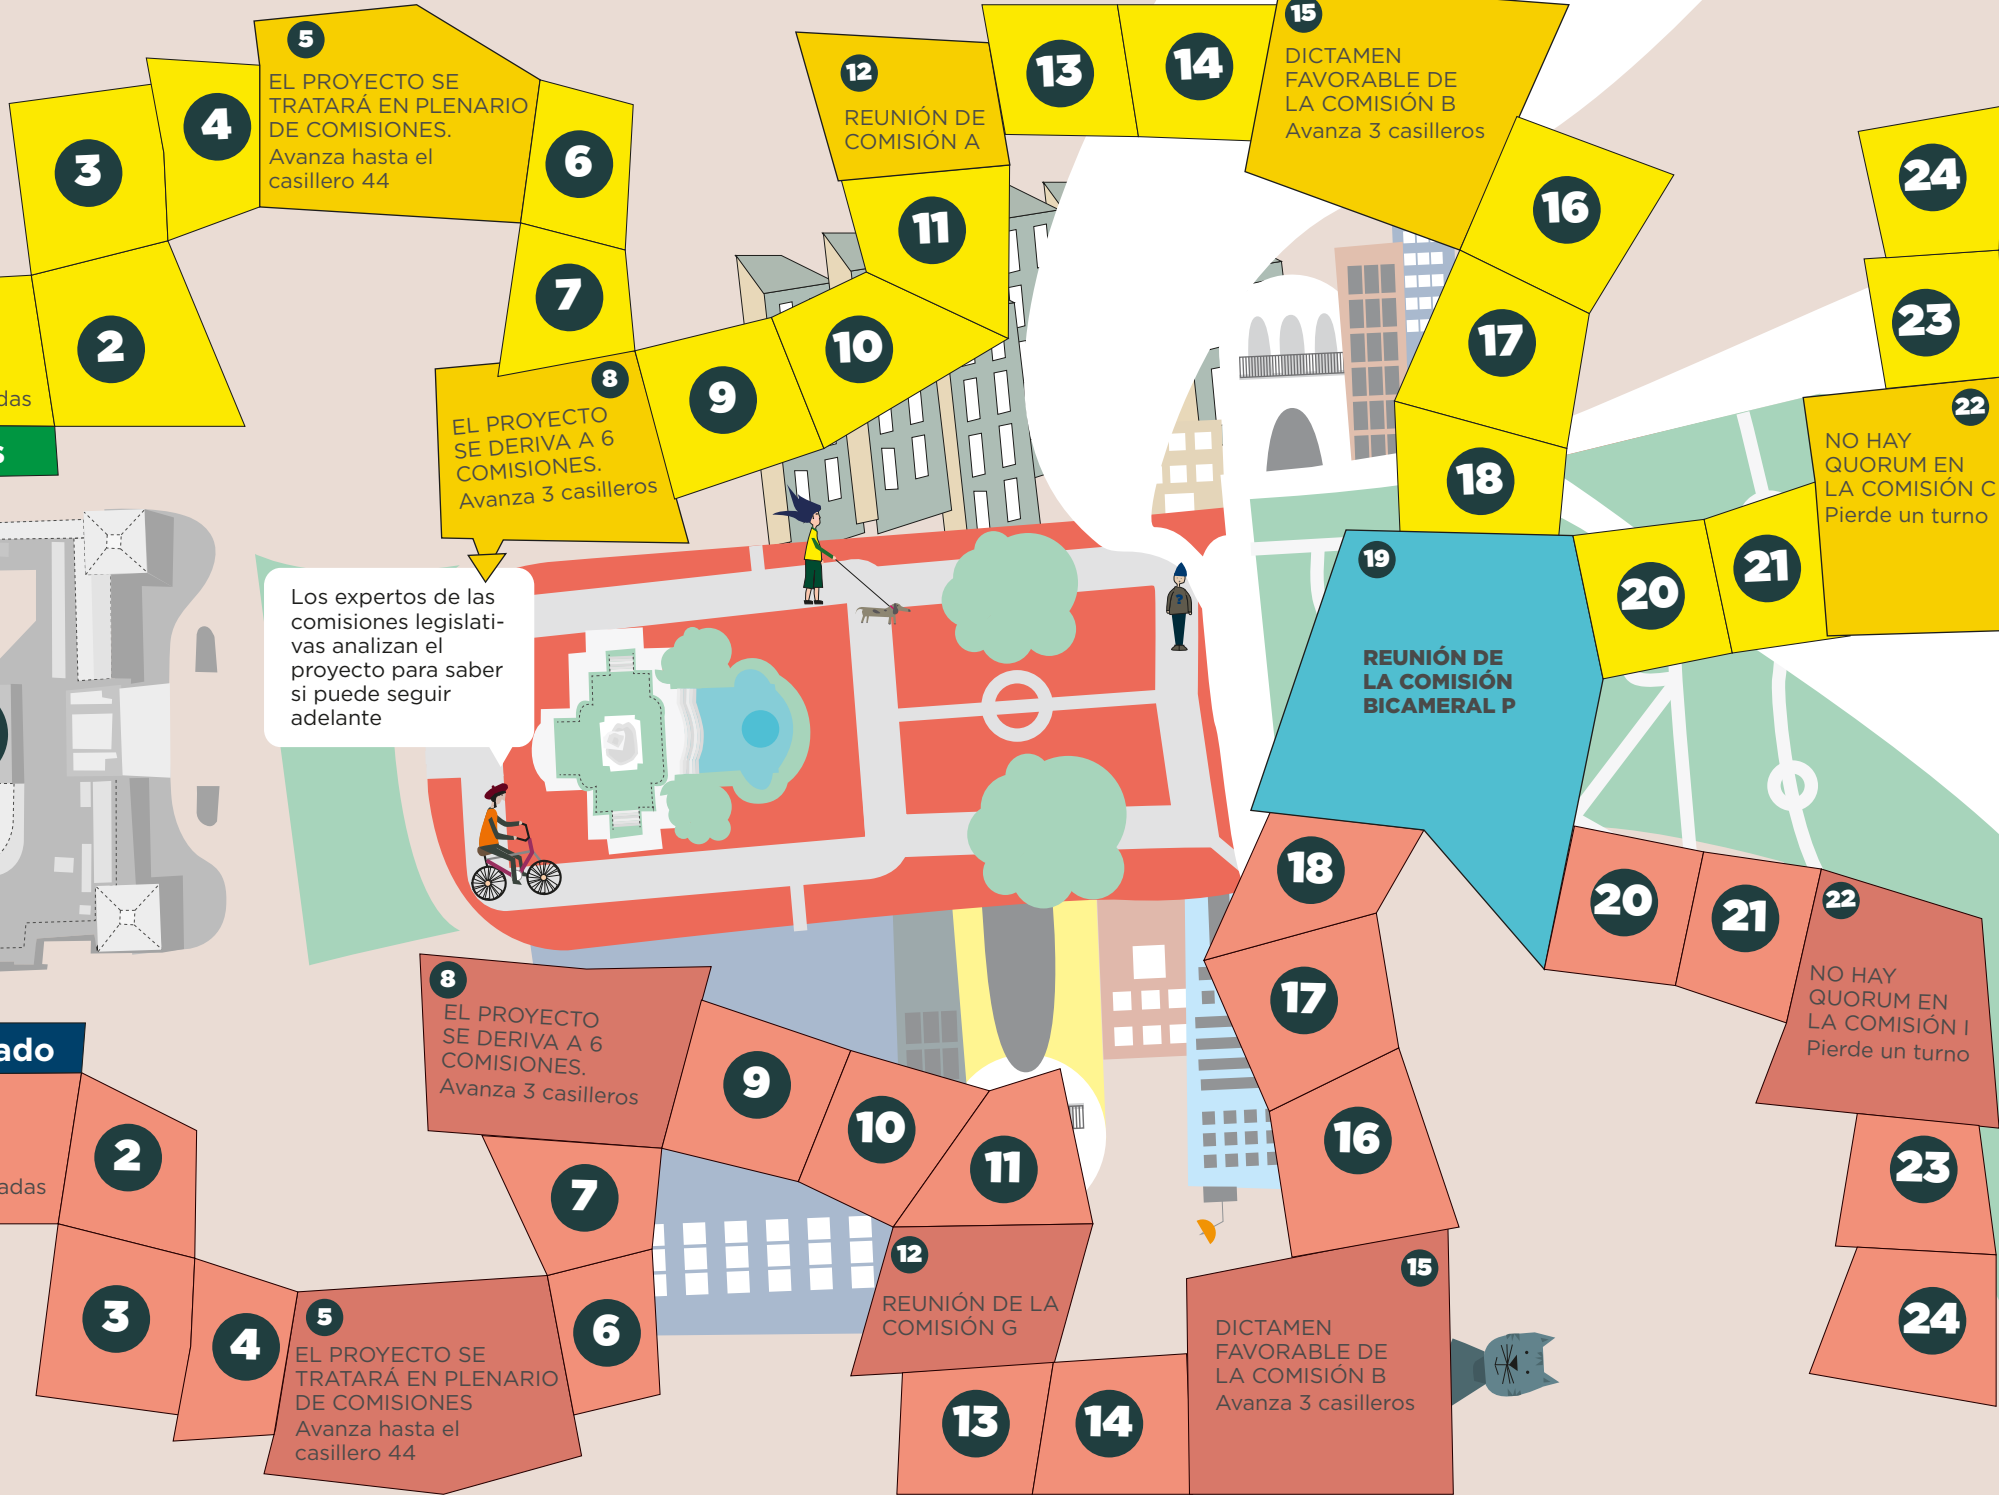 5
EL PROYECTO SE
TRATARÁ EN PLENARIO
DE COMISIONES.
Avanza hasta el
casillero 44
4
3
2
das
s
6
7
8
EL PROYECTO
SE DERIVA A 6
COMISIONES.
Avanza 3 casilleros
Los expertos de las
comisiones legislati-
vas analizan el
proyecto para saber
si puede seguir
adelante
9
10
11
12
REUNIÓN DE
COMISIÓN A
13
14
15
DICTAMEN
FAVORABLE DE
LA COMISIÓN B
Avanza 3 casilleros
16
17
18
19
REUNIÓN DE
LA COMISIÓN
BICAMERAL P
20
21
22
NO HAY
QUORUM EN
LA COMISIÓN C
Pierde un turno
23
24
?
ado
adas
2
3
4
5
EL PROYECTO SE
TRATARÁ EN PLENARIO
DE COMISIONES
Avanza hasta el
casillero 44
6
7
8
EL PROYECTO
SE DERIVA A 6
COMISIONES.
Avanza 3 casilleros
9
10
11
12
REUNIÓN DE LA
COMISIÓN G
13
14
15
DICTAMEN
FAVORABLE DE
LA COMISIÓN B
Avanza 3 casilleros
16
17
18
20
21
22
NO HAY
QUORUM EN
LA COMISIÓN I
Pierde un turno
23
24